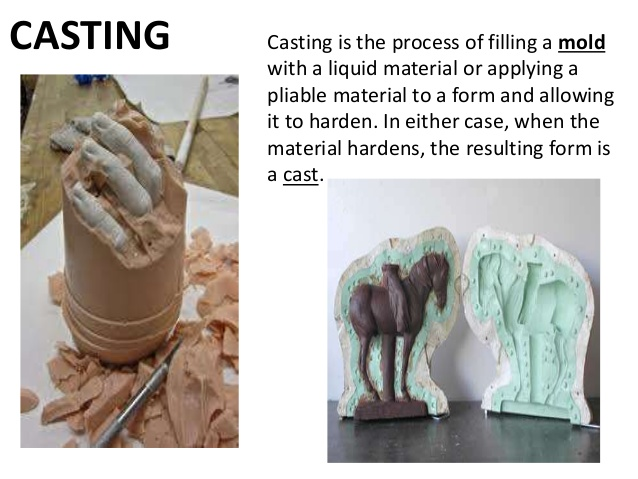 CASTING
Casting is the process of filling a mold
with a liquid material or applying a
pliable material to a form and allowing
it to harden. In either case, when the
material hardens, the resulting form is
a cast.